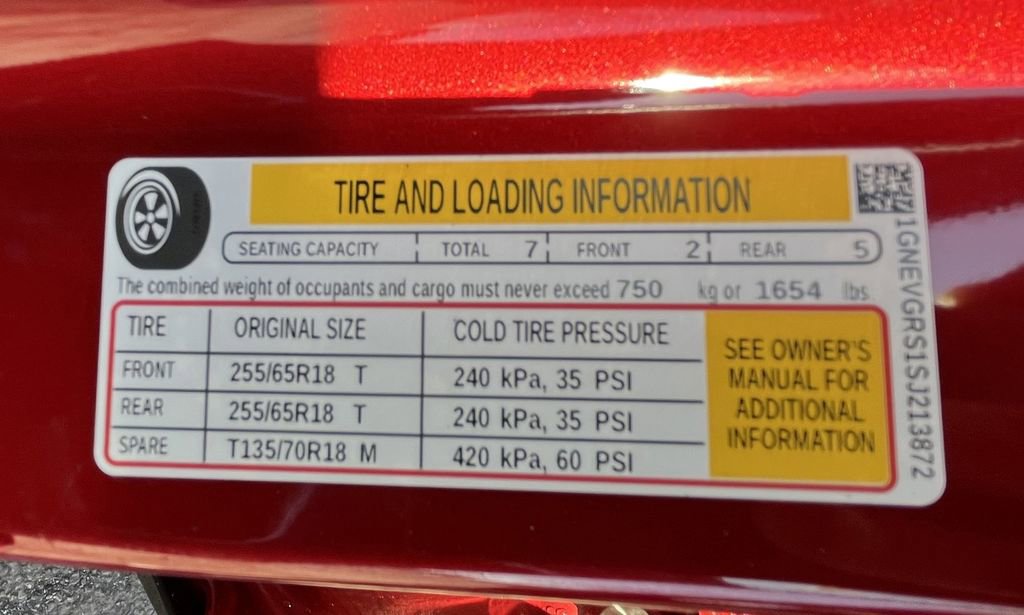 TIRE AND LOADING INFORMATION
SEATING CAPACITY TOTAL 7 FRONT 2 REAR 5
The combined weight of occupants and cargo must never exceed 750 kg or 1654 lbs
TIRE ORIGINAL SIZE COLD TIRE PRESSURE
FRONT 255/65R18 T 240 kPa, 35 PSI
REAR 255/65R18 T 240 kPa, 35 PSI
SPARE T135/70R18 M 420 kPa, 60 PSI
SEE OWNER'S
MANUAL FOR
ADDITIONAL
INFORMATION
1GNEVGRS1SJ213872